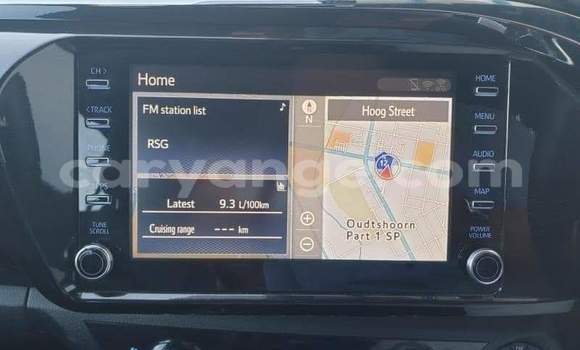 CH >
< TRACK
PHONE
TUNE
SCROLL
Home
FM station list
RSG
Latest 9.3 L/100km
Cruising range --- km
N
Hoog Street
12
Oudtshoorn
Part 1 SP
HOME
MENU
AUDIO
MAP
POWER
VOLUME
caryanga.com